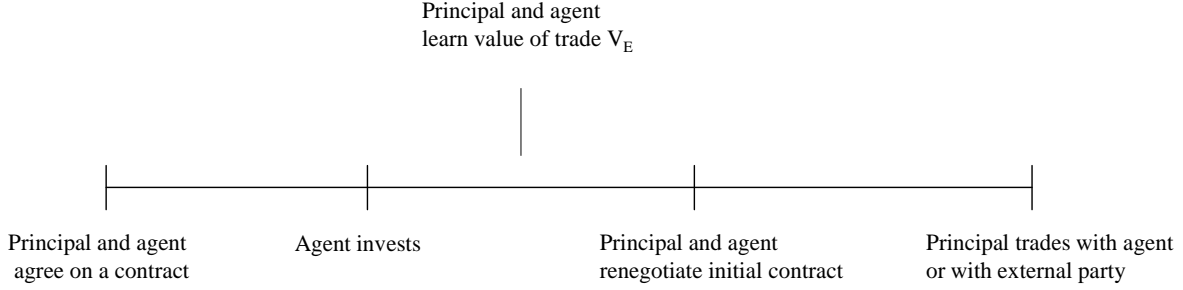 Principal and agent
learn value of trade V_E
Principal and agent
agree on a contract
Agent invests
Principal and agent
renegotiate initial contract
Principal trades with agent
or with external party